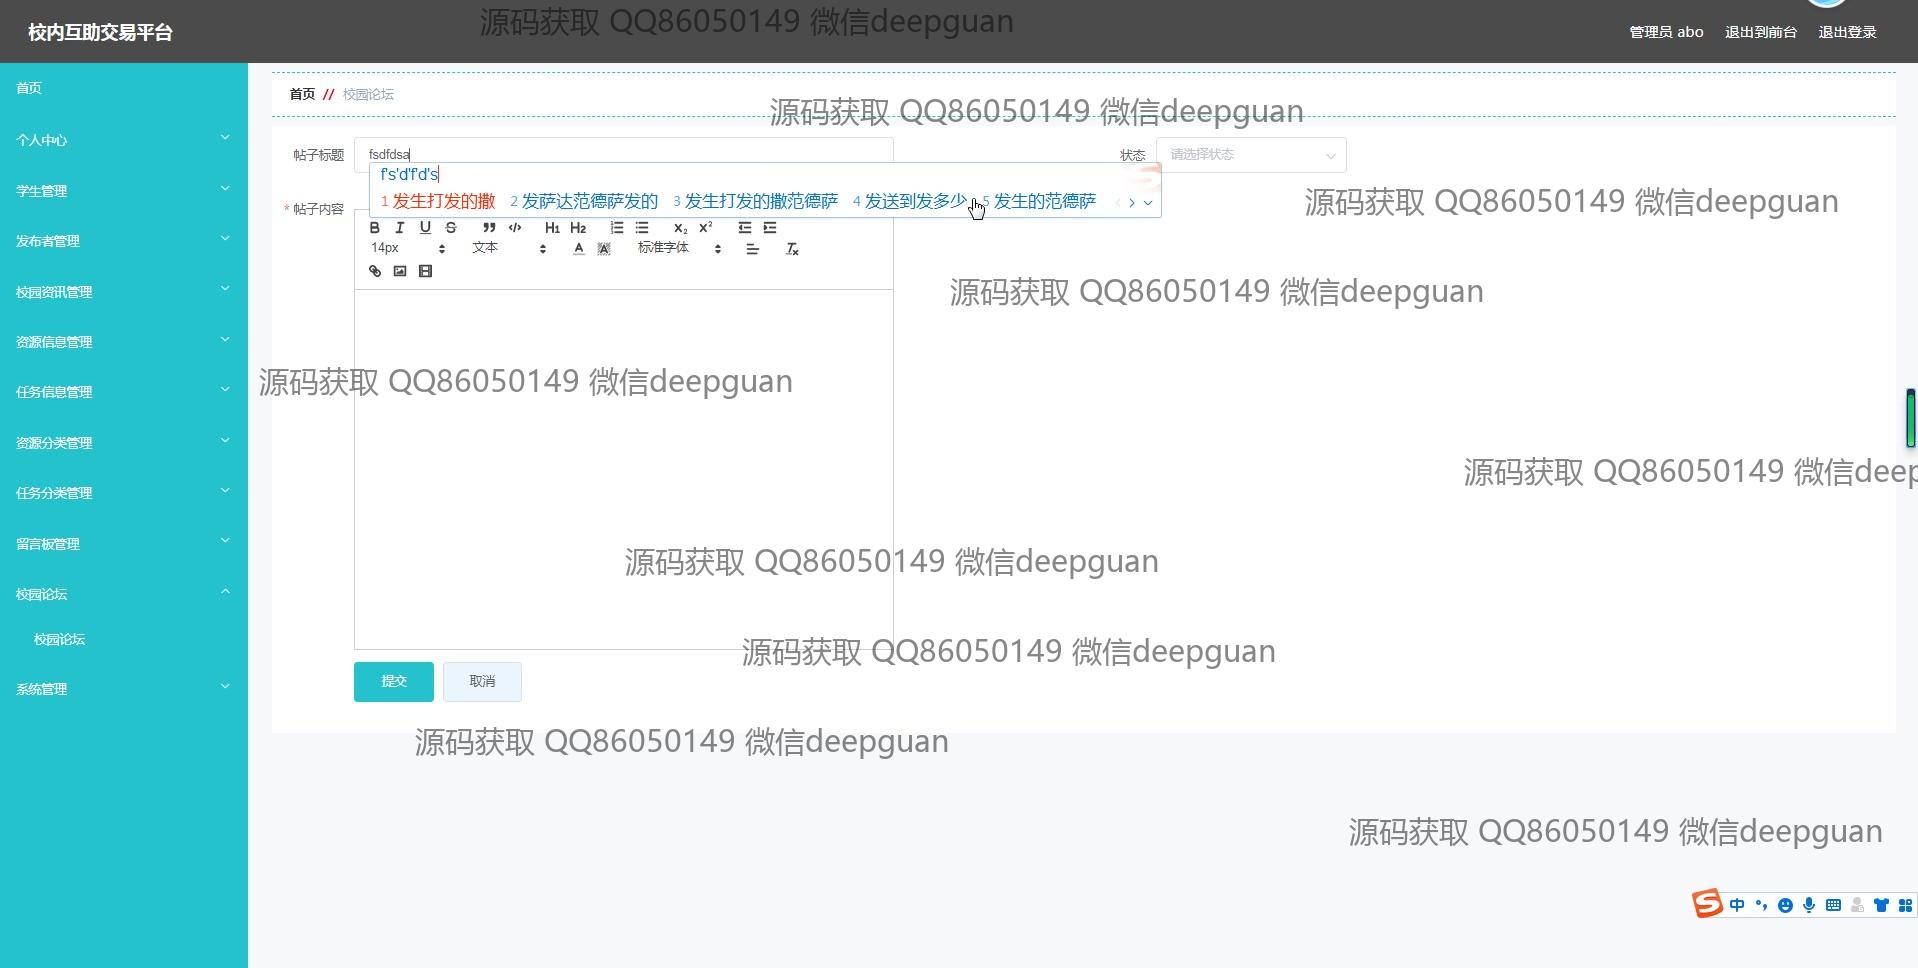 校内互助交易平台
源码获取 QQ86050149 微信deepguan
管理员 abo 退出到前台 退出登录
首页
个人中心
学生管理
发布者管理
校园资讯管理
资源信息管理
任务信息管理
资源分类管理
任务分类管理
留言板管理
校园论坛
校园论坛
系统管理
首页 // 校园论坛
源码获取 QQ86050149 微信deepguan
帖子标题 fsdfdsa
状态 请选择状态
f's'd'f'd's
1 发生打发的撒 2 发萨达范德萨发的 3 发生打发的撒范德萨 4 发送到发多少 5 发生的范德萨
源码获取 QQ86050149 微信deepguan
* 帖子内容
B I U S H1 H2 X₂ X²
14px 文本 A A 标准字体 Tx
源码获取 QQ86050149 微信deepguan
源码获取 QQ86050149 微信deepguan
源码获取 QQ86050149 微信deep
源码获取 QQ86050149 微信deepguan
源码获取 QQ86050149 微信deepguan
提交 取消
源码获取 QQ86050149 微信deepguan
源码获取 QQ86050149 微信deepguan
S 中